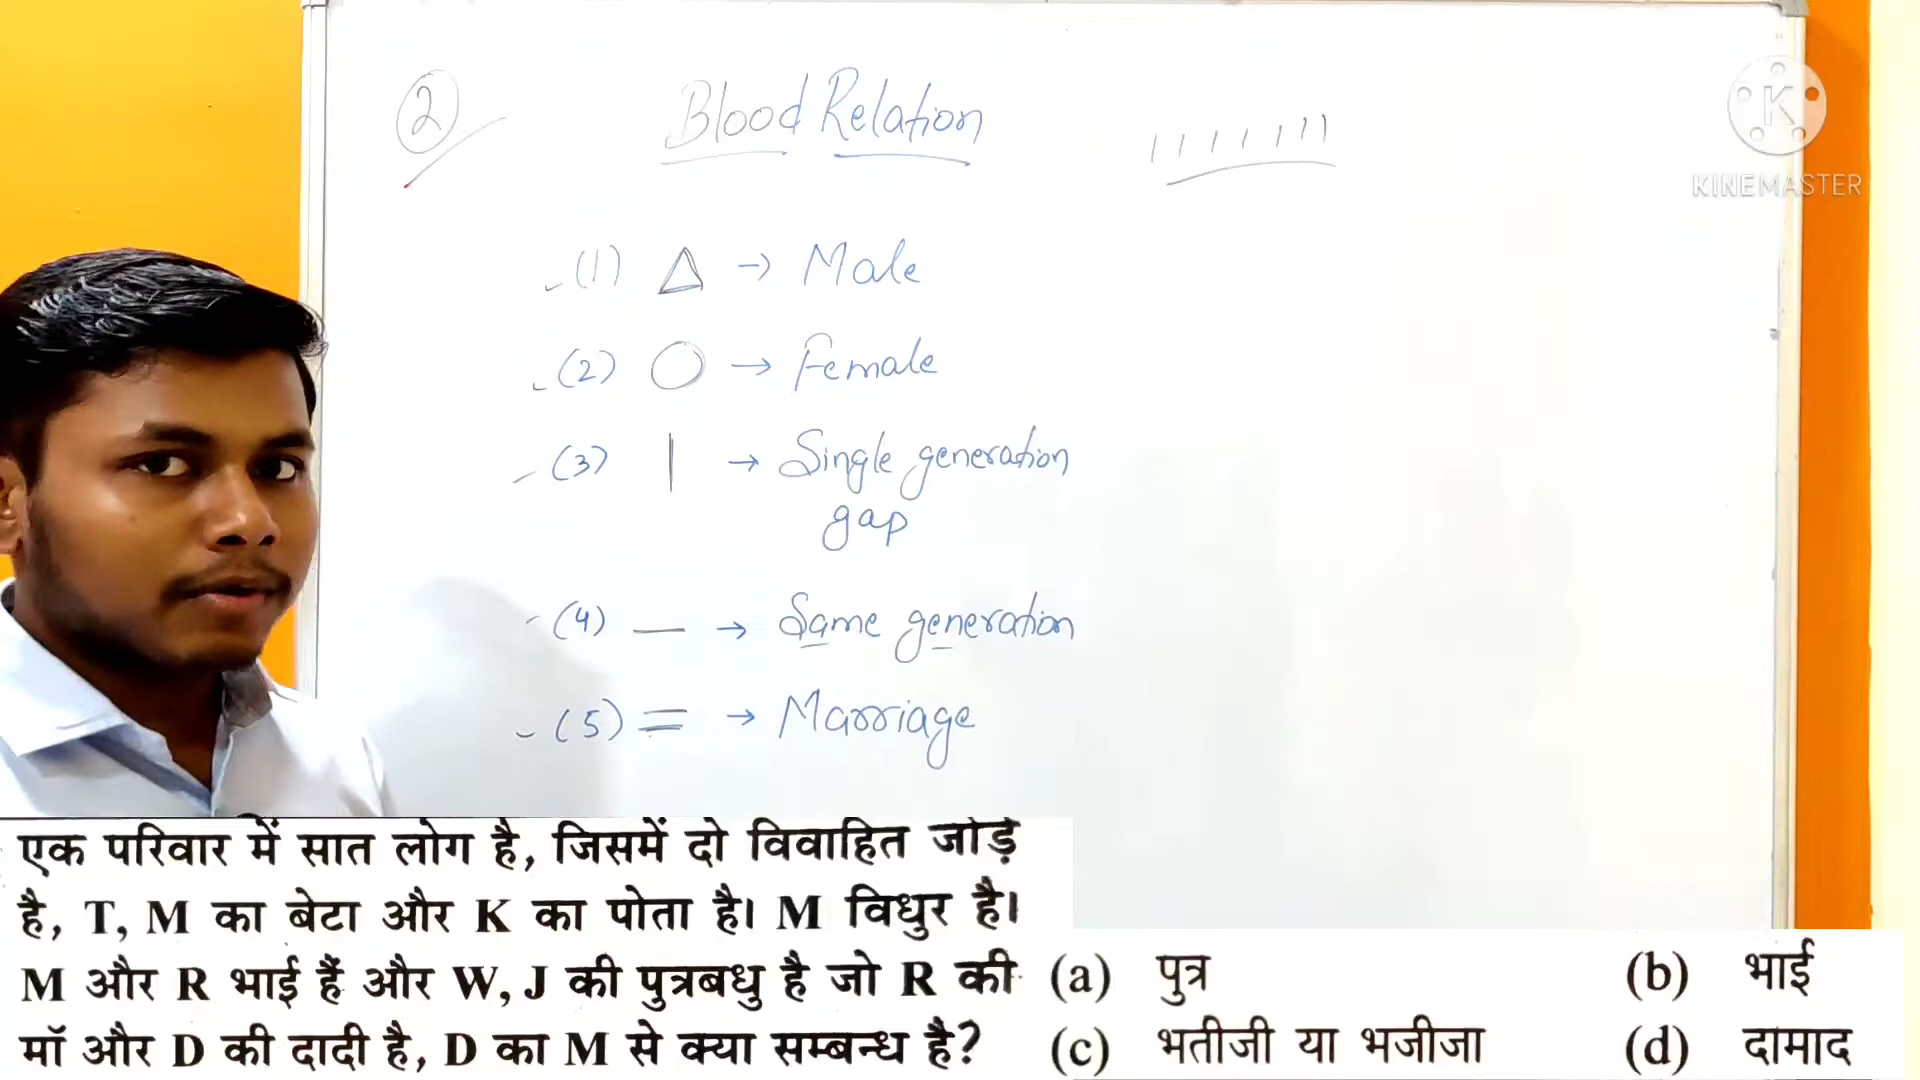 2
Blood Relation
KINEMASTER
(1) △ → Male
(2) ○ → Female
(3) | → Single generation
gap
(4) — → Same generation
(5) = → Marriage
एक परिवार में सात लोग है, जिसमें दो विवाहित जोड़े
है, T, M का बेटा और K का पोता है। M विधुर है।
M और R भाई हैं और W, J की पुत्रबधु है जो R की
माँ और D की दादी है, D का M से क्या सम्बन्ध है?
(a) पुत्र
(b) भाई
(c) भतीजी या भजीजा
(d) दामाद